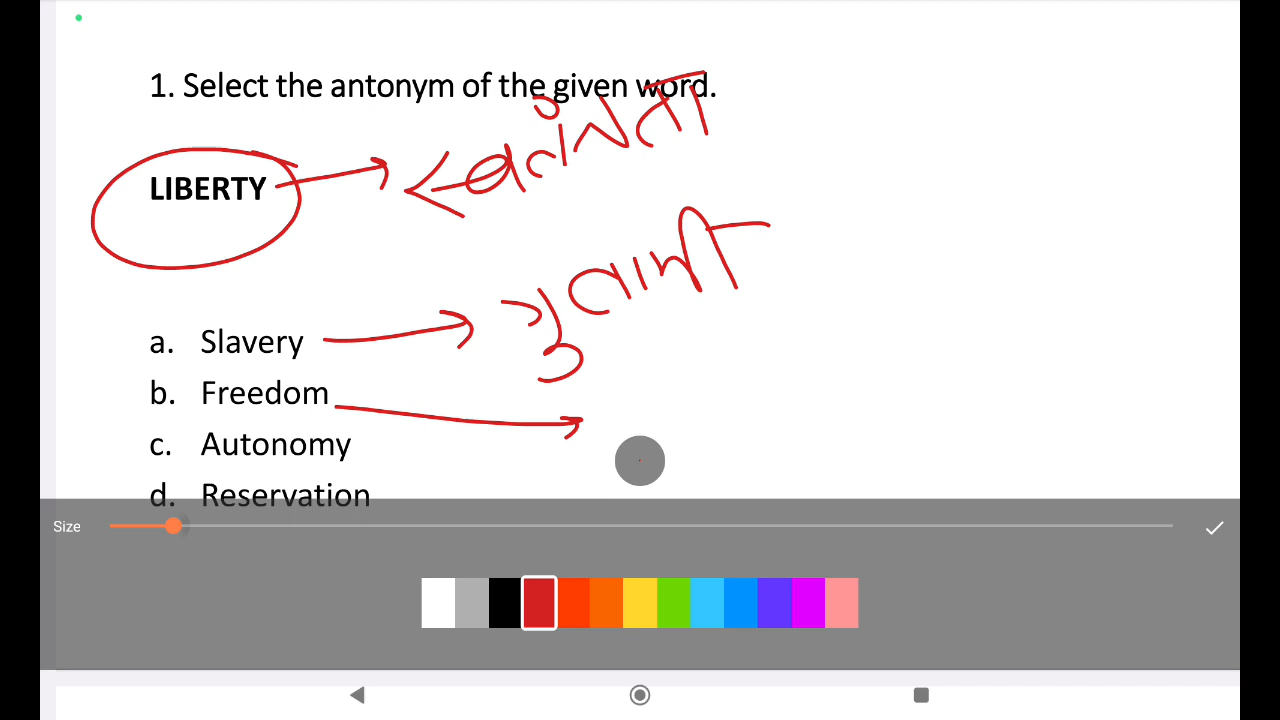 1. Select the antonym of the given word.
LIBERTY
a. Slavery
b. Freedom
c. Autonomy
d. Reservation
Size